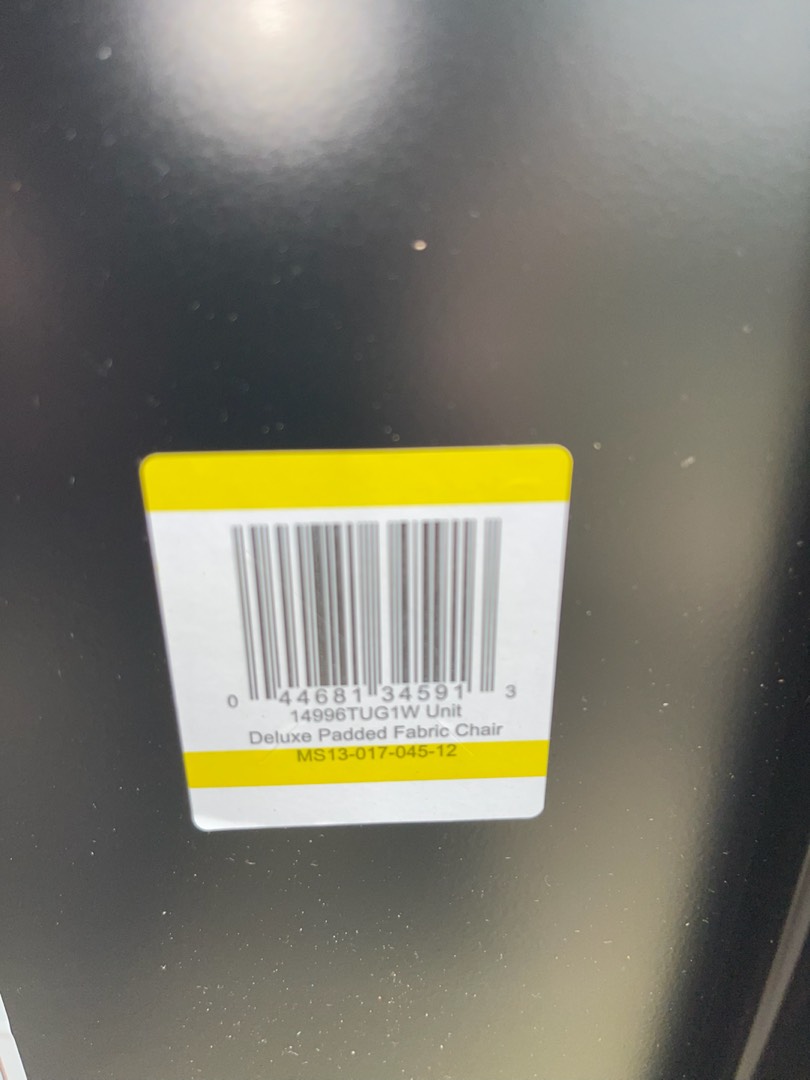 0 44681 34591 3
14996TUG1W Unit
Deluxe Padded Fabric Chair
MS13-017-045-12